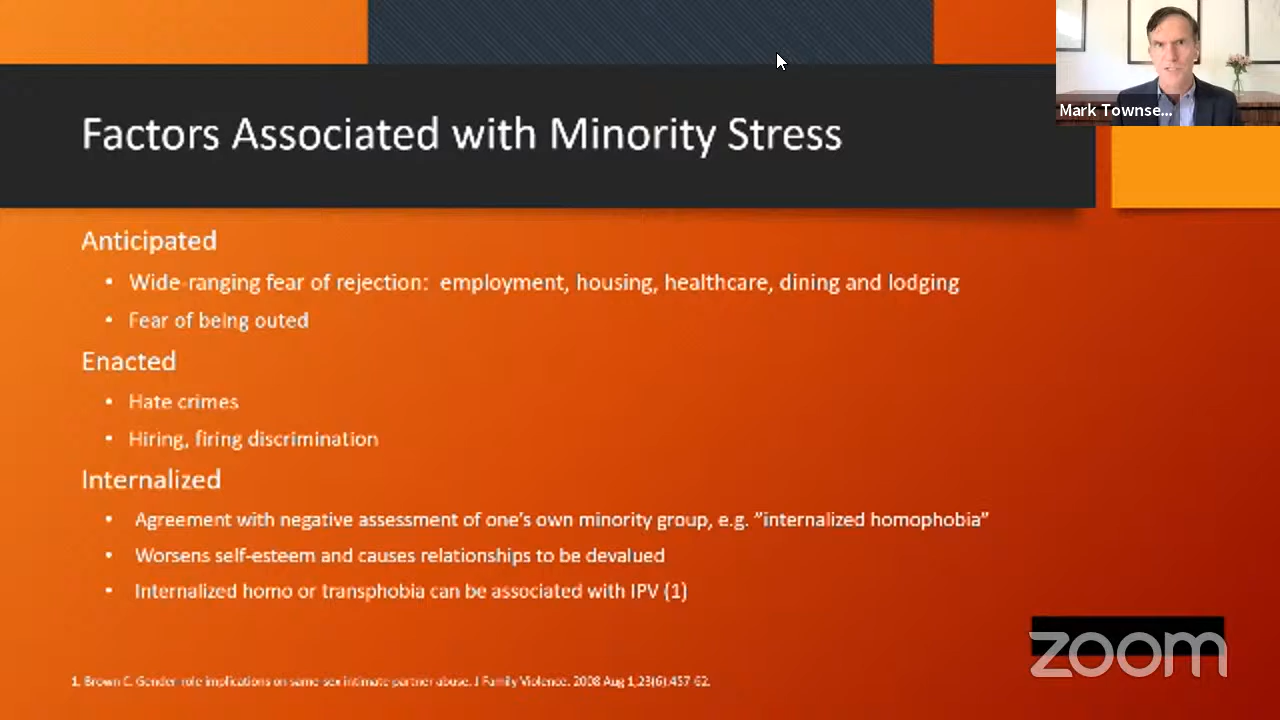 Mark Townse...
Factors Associated with Minority Stress
Anticipated
• Wide-ranging fear of rejection: employment, housing, healthcare, dining and lodging
• Fear of being outed
Enacted
• Hate crimes
• Hiring, firing discrimination
Internalized
• Agreement with negative assessment of one's own minority group, e.g. "internalized homophobia"
• Worsens self-esteem and causes relationships to be devalued
• Internalized homo or transphobia can be associated with IPV (1)
zoom
1. Brown C. Gender role implications on same-sex intimate partner abuse. J Family Violence. 2008 Aug 1,23(6),457-62.